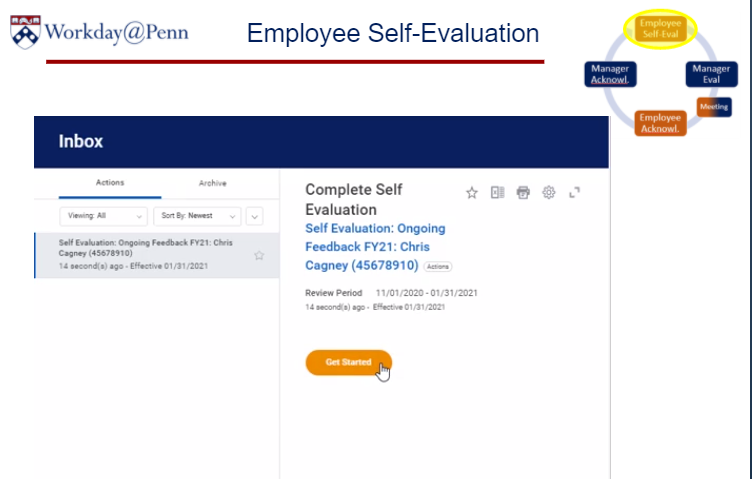 Workday@Penn
Employee Self-Evaluation
Employee
Self-Eval
Manager
Acknowl.
Manager
Eval
Meeting
Employee
Acknowl.
Inbox
Actions
Archive
Viewing: All
Sort By: Newest
Self Evaluation: Ongoing Feedback FY21: Chris
Cagney (45678910)
14 second(s) ago - Effective 01/31/2021
Complete Self
Evaluation
Self Evaluation: Ongoing
Feedback FY21: Chris
Cagney (45678910) Actions
Review Period 11/01/2020 - 01/31/2021
14 second(s) ago - Effective 01/31/2021
Get Started